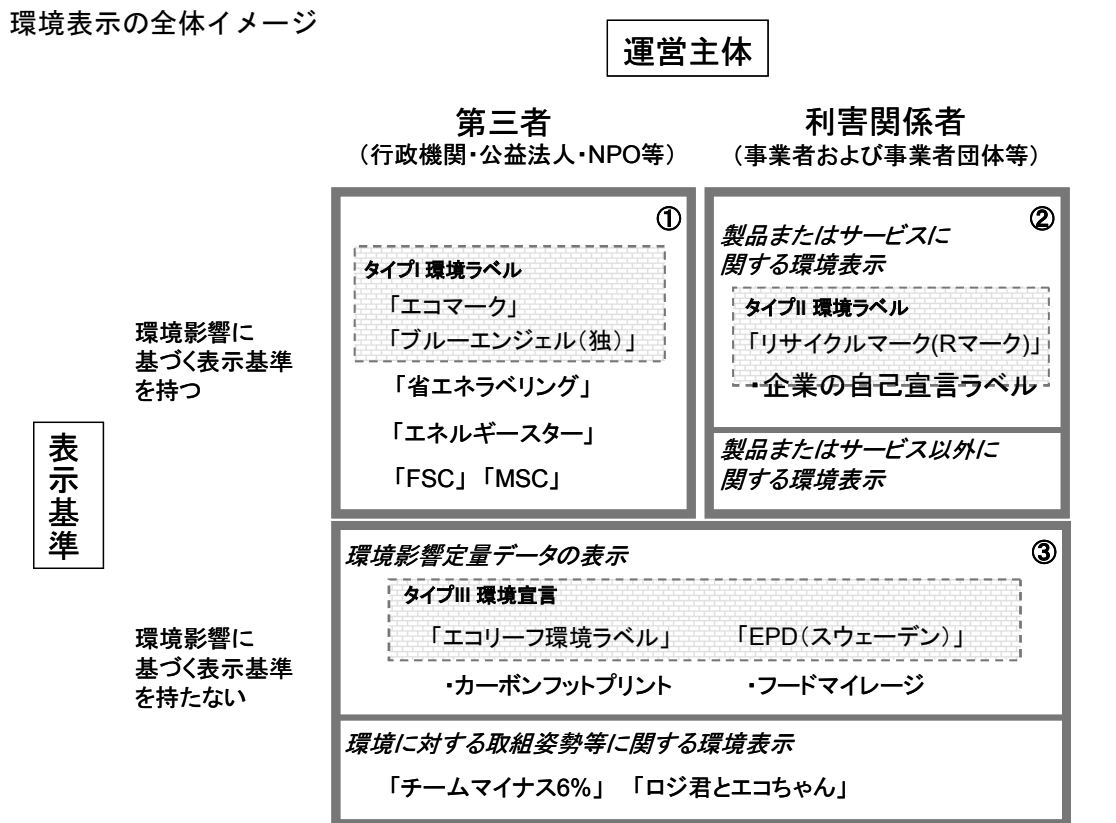 環境表示の全体イメージ
運営主体
第三者
（行政機関・公益法人・NPO等）
利害関係者
（事業者および事業者団体等）
表示基準
環境影響に
基づく表示基準
を持つ
①
タイプI 環境ラベル
「エコマーク」
「ブルーエンジェル（独）」
「省エネラベリング」
「エネルギースター」
「FSC」「MSC」
②
製品またはサービスに
関する環境表示
タイプII 環境ラベル
「リサイクルマーク(Rマーク)」
・企業の自己宣言ラベル
製品またはサービス以外に
関する環境表示
環境影響に
基づく表示基準
を持たない
③
環境影響定量データの表示
タイプIII 環境宣言
「エコリーフ環境ラベル」 「EPD（スウェーデン）」
・カーボンフットプリント ・フードマイレージ
環境に対する取組姿勢等に関する環境表示
「チームマイナス6%」 「ロジ君とエコちゃん」